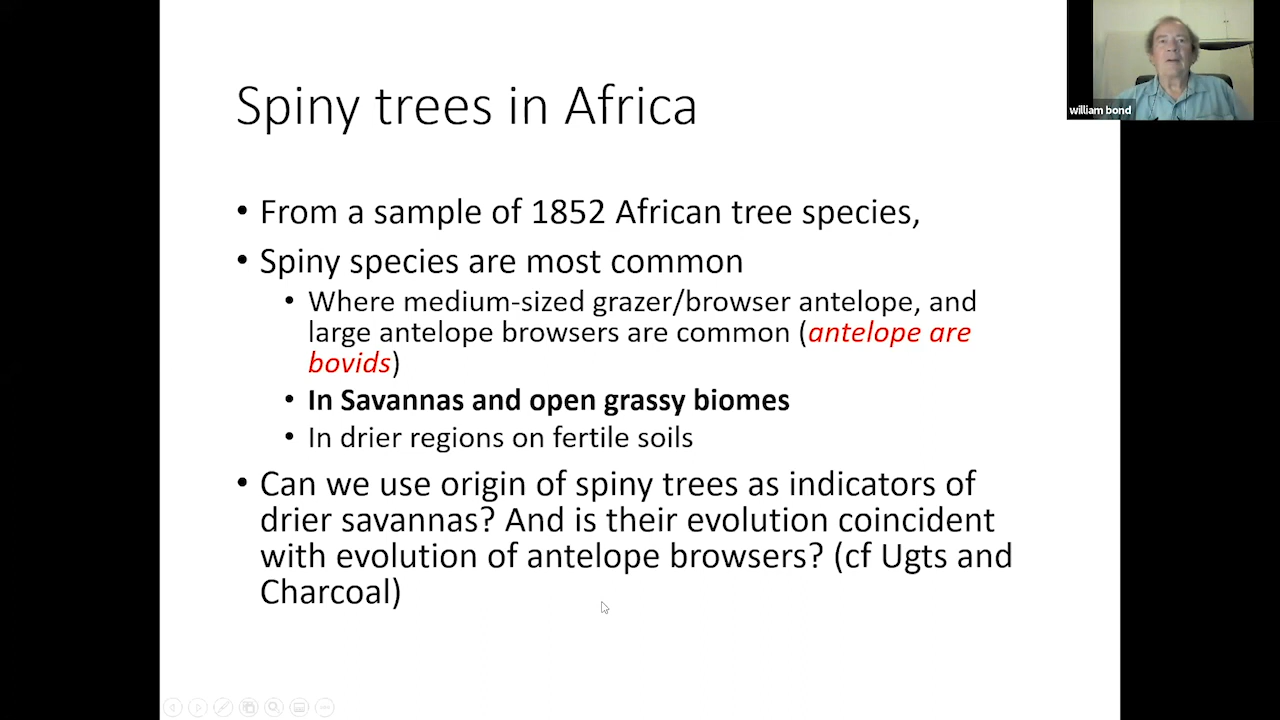 william bond
Spiny trees in Africa
• From a sample of 1852 African tree species,
• Spiny species are most common
• Where medium-sized grazer/browser antelope, and
large antelope browsers are common (antelope are
bovids)
• In Savannas and open grassy biomes
• In drier regions on fertile soils
• Can we use origin of spiny trees as indicators of
drier savannas? And is their evolution coincident
with evolution of antelope browsers? (cf Ugts and
Charcoal)